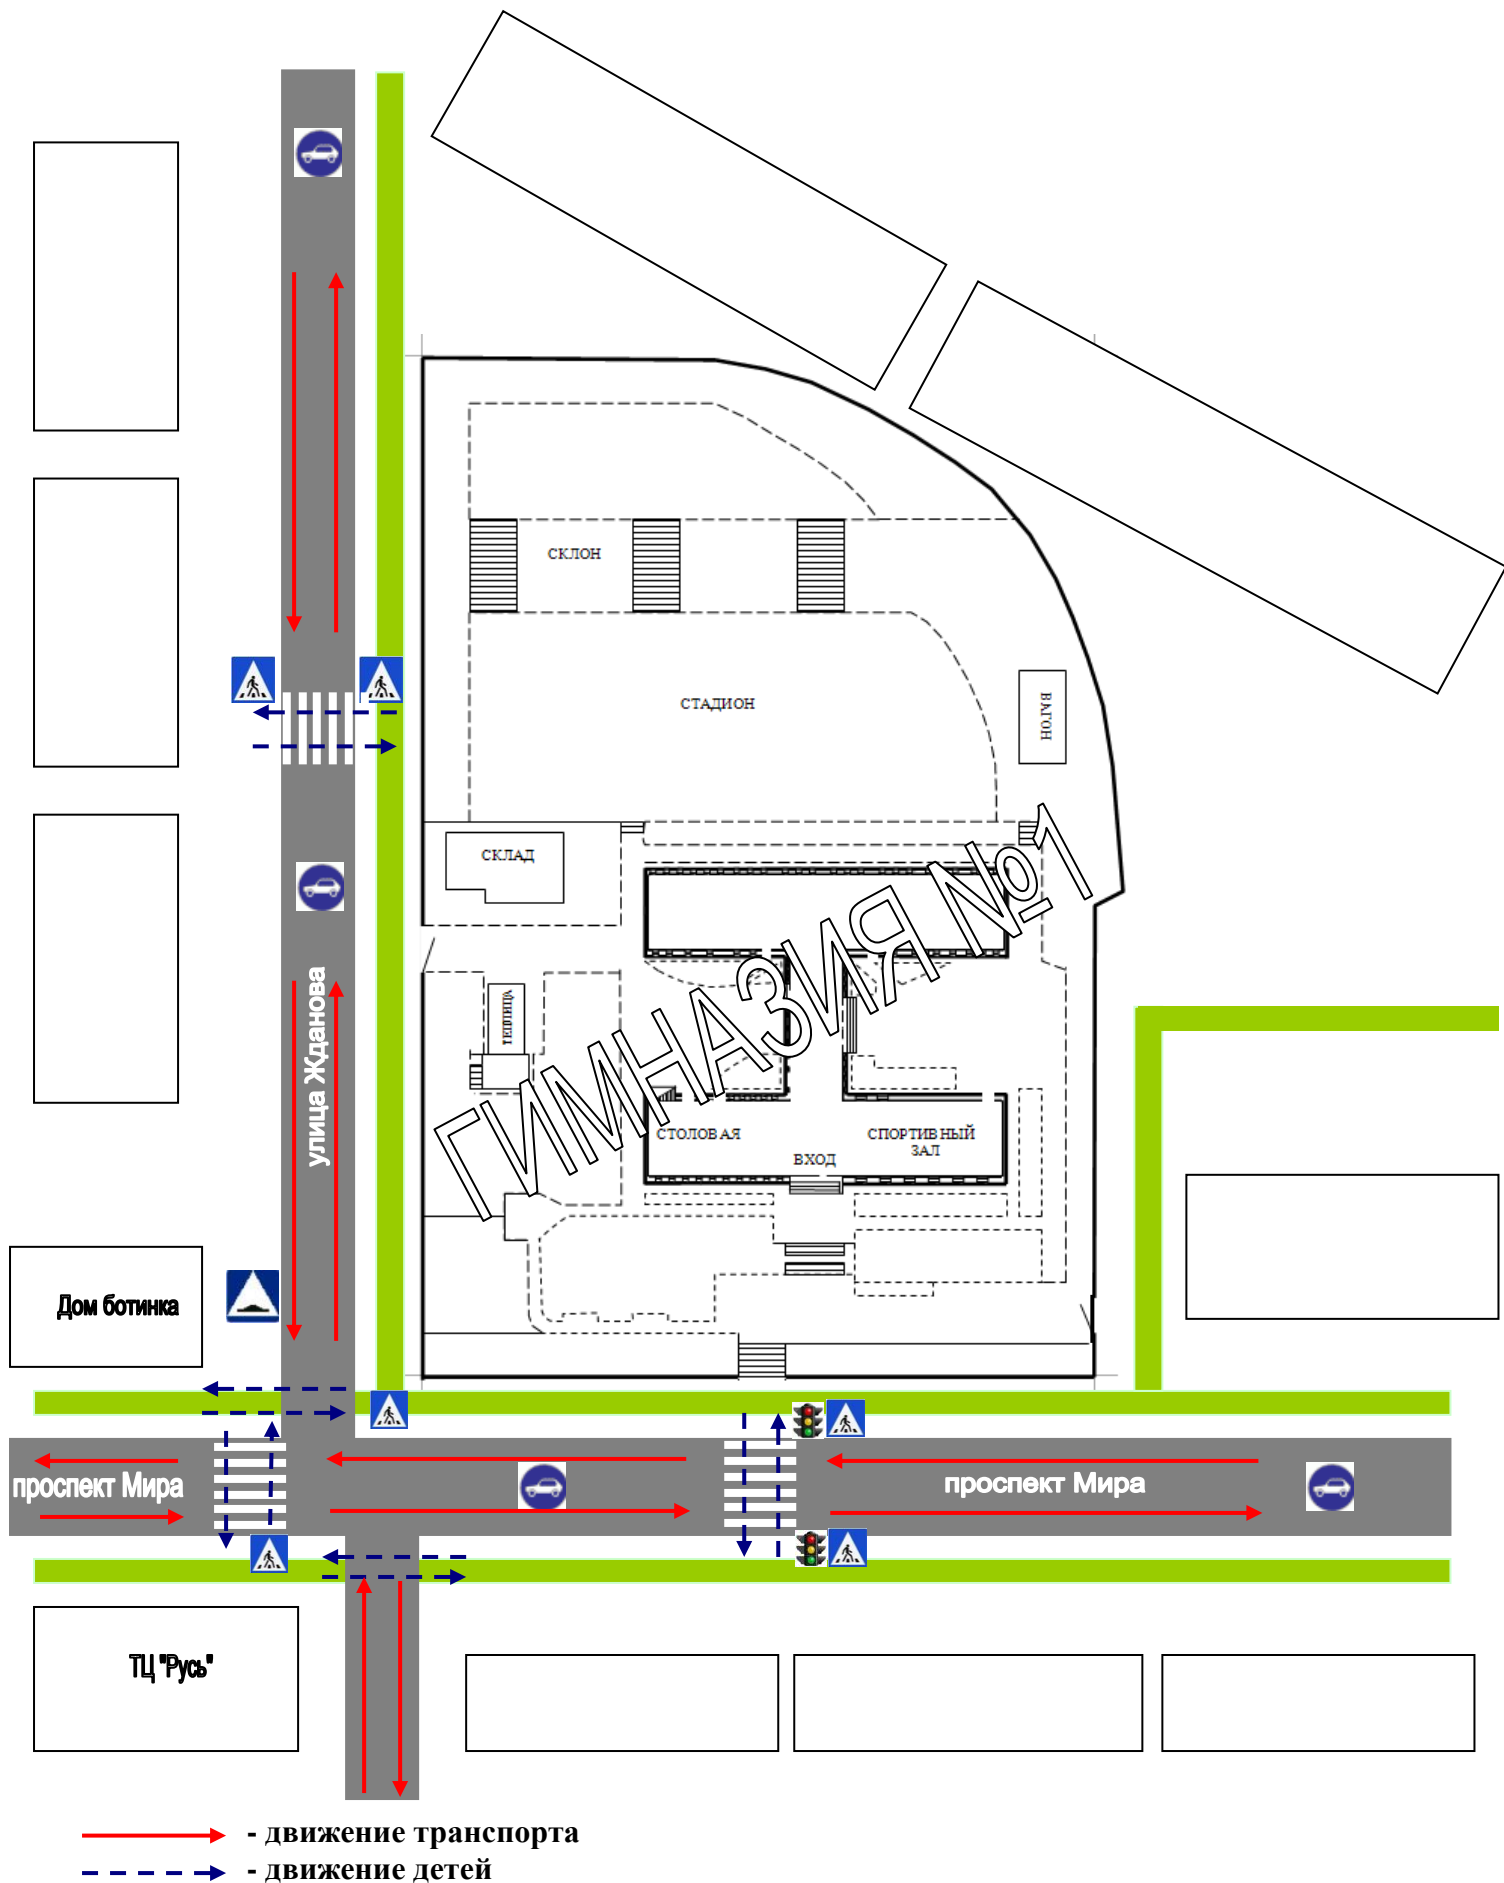 СКЛОН
СТАДИОН
ВАГОН
СКЛАД
ГИМНАЗИЯ №1
ТЕПЛИЦА
улица Жданова
СТОЛОВАЯ
СПОРТИВНЫЙ
ЗАЛ
ВХОД
Дом ботинка
проспект Мира
проспект Мира
ТЦ "Русь"
- движение транспорта
- движение детей